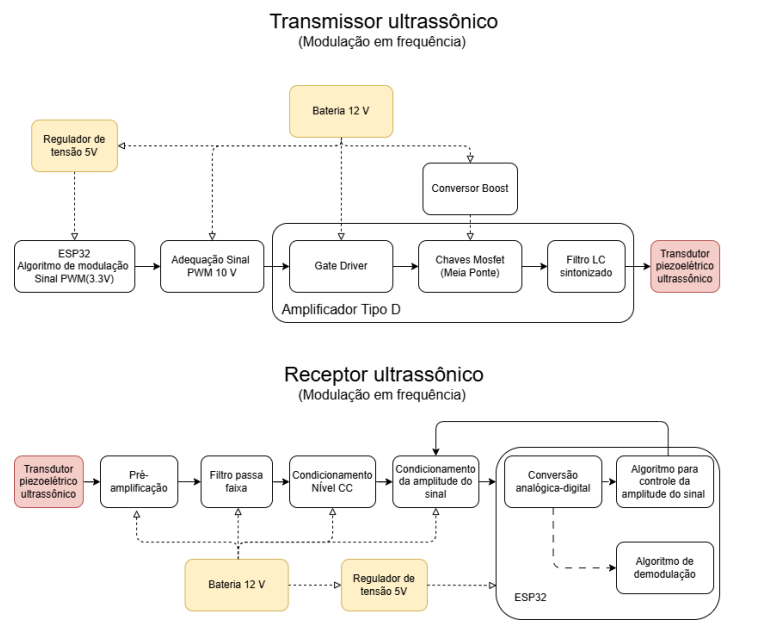 Transmissor ultrassônico
(Modulação em frequência)
Bateria 12 V
Regulador de
tensão 5V
Conversor Boost
ESP32
Algoritmo de modulação
Sinal PWM(3.3V)
Adequação Sinal
PWM 10 V
Gate Driver
Chaves Mosfet
(Meia Ponte)
Filtro LC
sintonizado
Transdutor
piezoelétrico
ultrassônico
Amplificador Tipo D
Receptor ultrassônico
(Modulação em frequência)
Transdutor
piezoelétrico
ultrassônico
Pré-
amplificação
Filtro passa
faixa
Condicionamento
Nível CC
Condicionamento
da amplitude do
sinal
Conversão
analógica-digital
Algoritmo para
controle da
amplitude do sinal
Algoritmo de
demodulação
Bateria 12 V
Regulador de
tensão 5V
ESP32